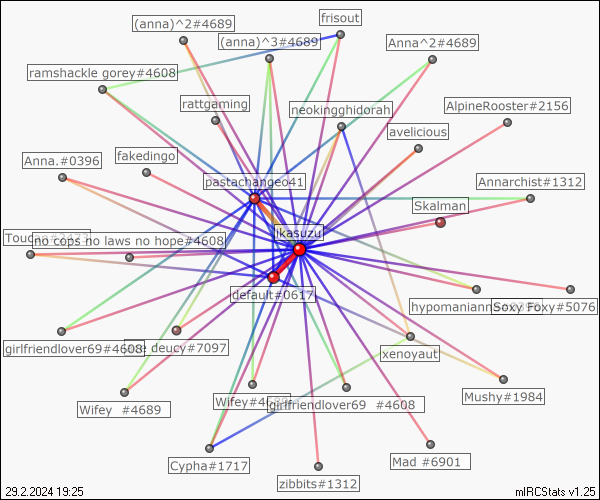 frisout
(anna)^2#4689
(anna)^3#4689
Anna^2#4689
ramshackle gorey#4608
rattgaming
neokingghidorah
AlpineRooster#2156
avelicious
fakedingo
Anna.#0396
pastachangeo41
Annarchist#1312
Skalman
ikasuzu
no cops no laws no hope#4608
default#0617
hypomaniann
Soxy Foxy#5076
girlfriendlover69#4608
deucy#7097
xenoyaut
Mushy#1984
Wifey #4689
Wifey#4
girlfriendlover69 #4608
Cypha#1717
Mad #6901
zibbits#1312
29.2.2024 19:25
mIRCStats v1.25